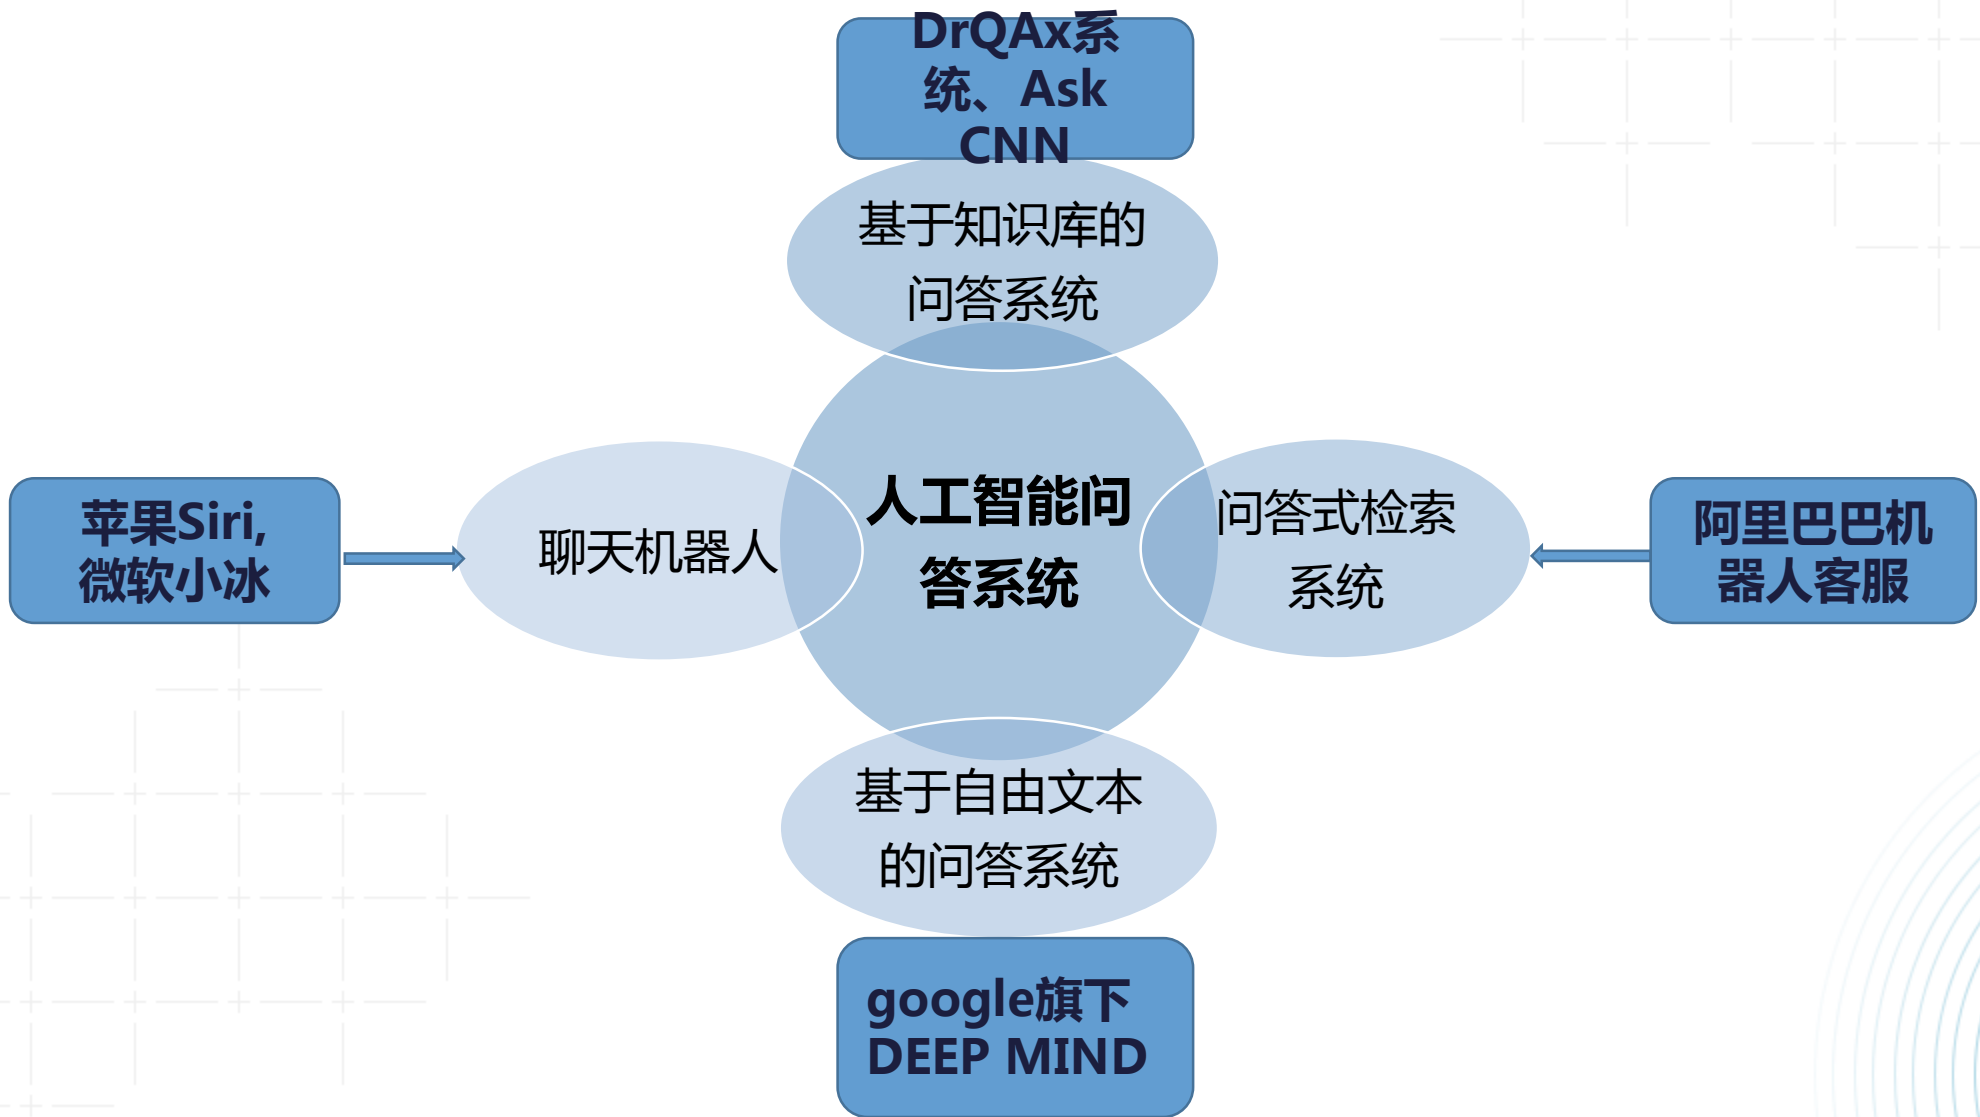 DrQAx系
统、Ask
CNN
基于知识库的
问答系统
苹果Siri,
微软小冰
聊天机器人
人工智能问
答系统
问答式检索
系统
阿里巴巴机
器人客服
基于自由文本
的问答系统
google旗下
DEEP MIND